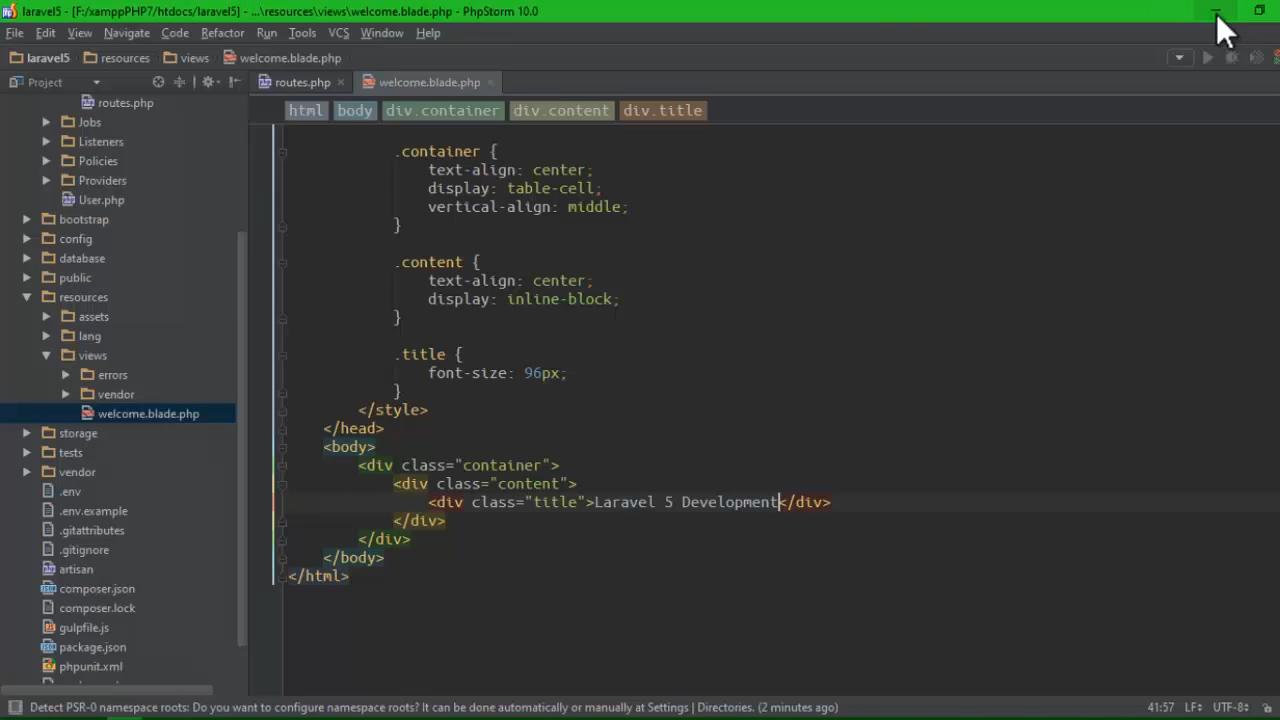 laravel5 - [F:/xamppPHP7/htdocs/laravel5] - ...\resources\views\welcome.blade.php - PhpStorm 10.0
File Edit View Navigate Code Refactor Run Tools VCS Window Help
laravel5 resources views welcome.blade.php
Project
routes.php welcome.blade.php
html body div.container div.content div.title
routes.php
Jobs
Listeners
Policies
Providers
User.php
bootstrap
config
database
public
resources
assets
lang
views
errors
vendor
welcome.blade.php
storage
tests
vendor
.env
.env.example
.gitattributes
.gitignore
artisan
composer.json
composer.lock
gulpfile.js
package.json
phpunit.xml
.container {
text-align: center;
display: table-cell;
vertical-align: middle;
}
.content {
text-align: center;
display: inline-block;
}
.title {
font-size: 96px;
}
</style>
</head>
<body>
<div class="container">
<div class="content">
<div class="title">Laravel 5 Development</div>
</div>
</div>
</body>
</html>
Detect PSR-0 namespace roots: Do you want to configure namespace roots? It can be done automatically or manually at Settings | Directories. (2 minutes ago)
41:57 LF÷ UTF-8÷